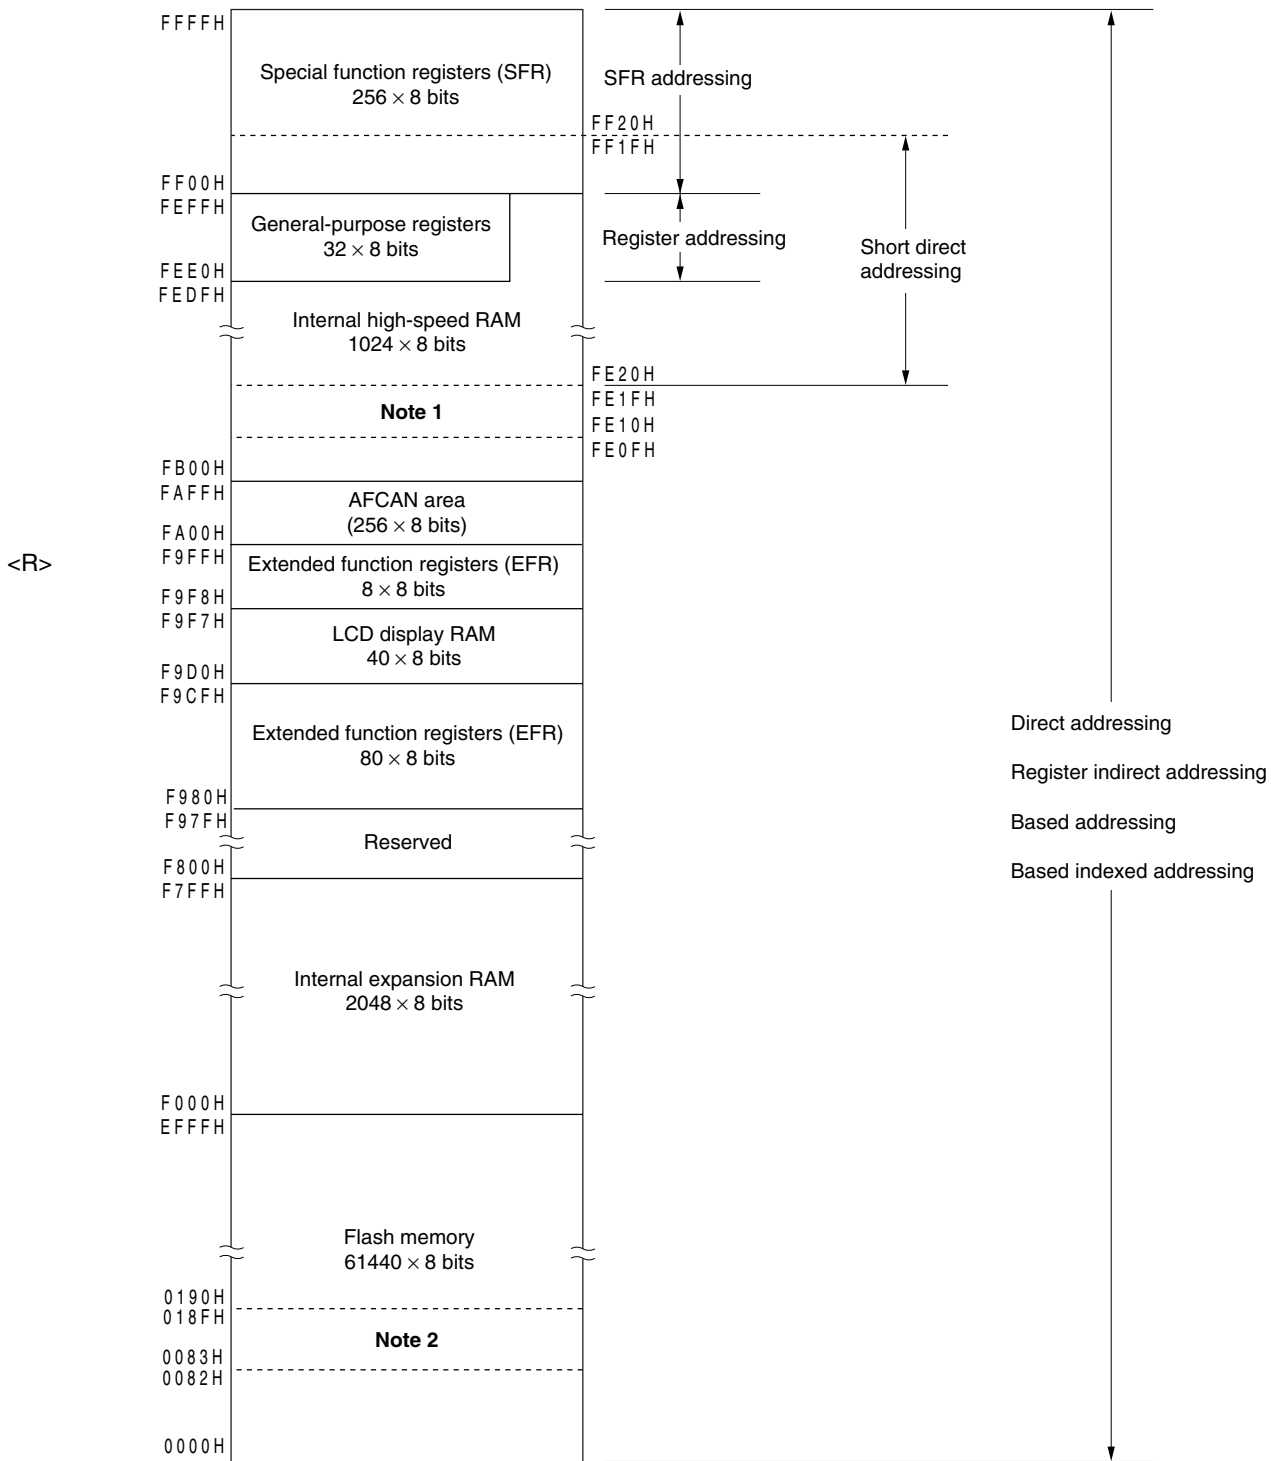 FFFFH
Special function registers (SFR)
256 × 8 bits
SFR addressing
FF20H
FF1FH
FF00H
FEFFH
General-purpose registers
32 × 8 bits
Register addressing
Short direct
addressing
FEE0H
FEDFH
Internal high-speed RAM
1024 × 8 bits
FE20H
FE1FH
Note 1
FE10H
FE0FH
FB00H
FAFFH
AFCAN area
(256 × 8 bits)
FA00H
F9FFH
<R>
Extended function registers (EFR)
8 × 8 bits
F9F8H
F9F7H
LCD display RAM
40 × 8 bits
F9D0H
F9CFH
Extended function registers (EFR)
80 × 8 bits
Direct addressing
Register indirect addressing
Based addressing
Based indexed addressing
F980H
F97FH
Reserved
F800H
F7FFH
Internal expansion RAM
2048 × 8 bits
F000H
EFFFH
Flash memory
61440 × 8 bits
0190H
018FH
Note 2
0083H
0082H
0000H